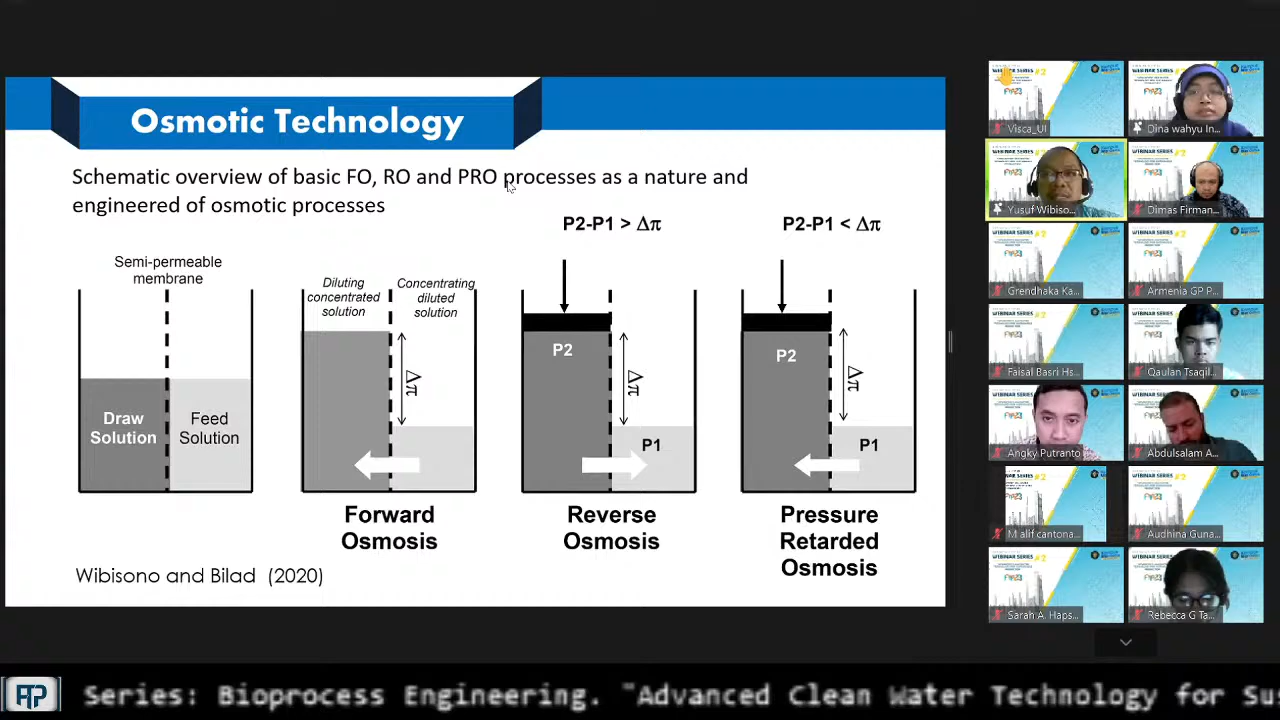 Osmotic Technology
Schematic overview of basic FO, RO and PRO processes as a nature and
engineered of osmotic processes
P2-P1 > Δπ
P2-P1 < Δπ
Semi-permeable
membrane
Diluting
concentrated
solution
Concentrating
diluted
solution
Draw
Solution
Feed
Solution
Δπ
P2
Δπ
P1
P2
Δπ
P1
Forward
Osmosis
Reverse
Osmosis
Pressure
Retarded
Osmosis
Wibisono and Bilad (2020)
WEBINAR SERIES #2
Visca_UI
Dina wahyu In...
Yusuf Wibiso...
Dimas Firman...
Grendhaka Ka...
Armenia GP P...
Faisal Basri Hs...
Qaulan Tsaqil...
Angky Putranto
Abdulsalam A...
M alif cantona...
Audhina Guna...
Sarah A. Haps...
Rebecca G Ta...
Series: Bioprocess Engineering. "Advanced Clean Water Technology for Su